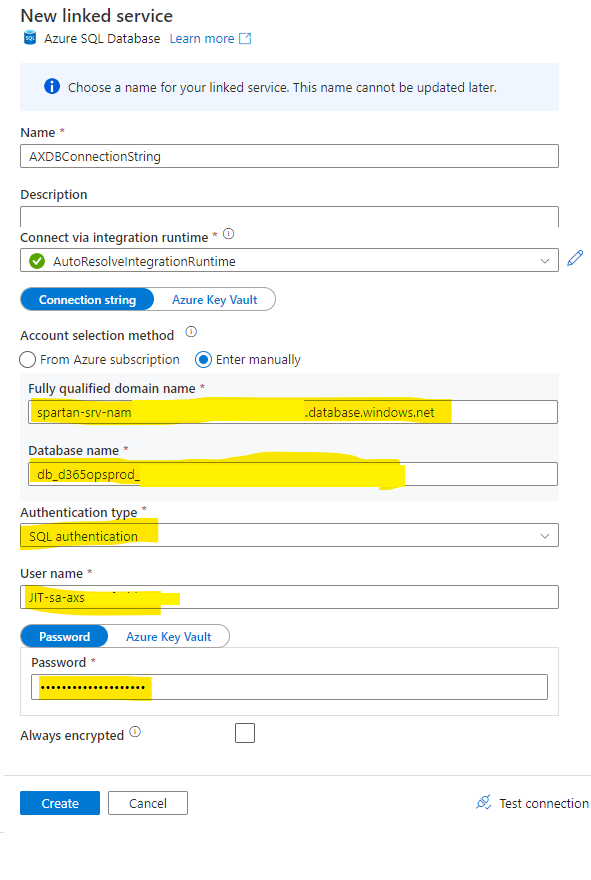 New linked service
SQL Azure SQL Database Learn more
Choose a name for your linked service. This name cannot be updated later.
Name *
AXDBConnectionString
Description
Connect via integration runtime *
AutoResolveIntegrationRuntime
Connection string Azure Key Vault
Account selection method
From Azure subscription Enter manually
Fully qualified domain name *
spartan-srv-nam .database.windows.net
Database name *
db_d365opsprod_
Authentication type *
SQL authentication
User name *
JIT-sa-axs
Password Azure Key Vault
Password *
••••••••••••••••••••
Always encrypted
Create Cancel Test connection